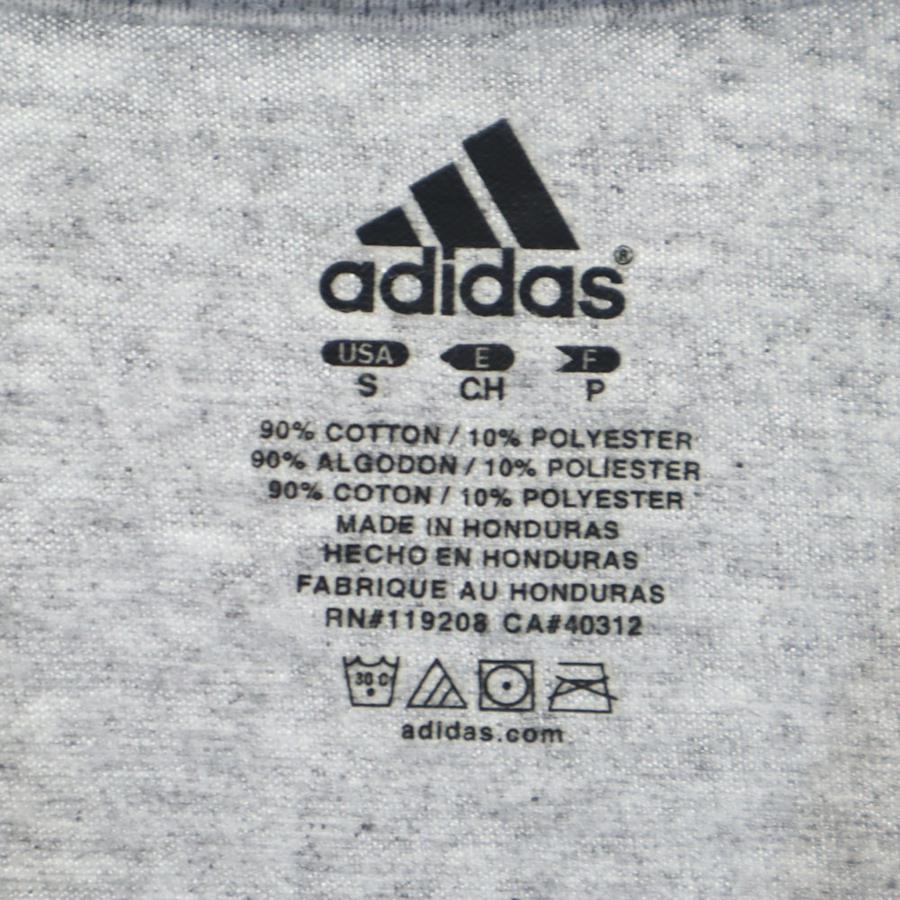 adidas®
USA E F
S CH P
90% COTTON / 10% POLYESTER
90% ALGODON / 10% POLIESTER
90% COTON / 10% POLYESTER
MADE IN HONDURAS
HECHO EN HONDURAS
FABRIQUE AU HONDURAS
RN#119208 CA#40312
30 C
adidas.com